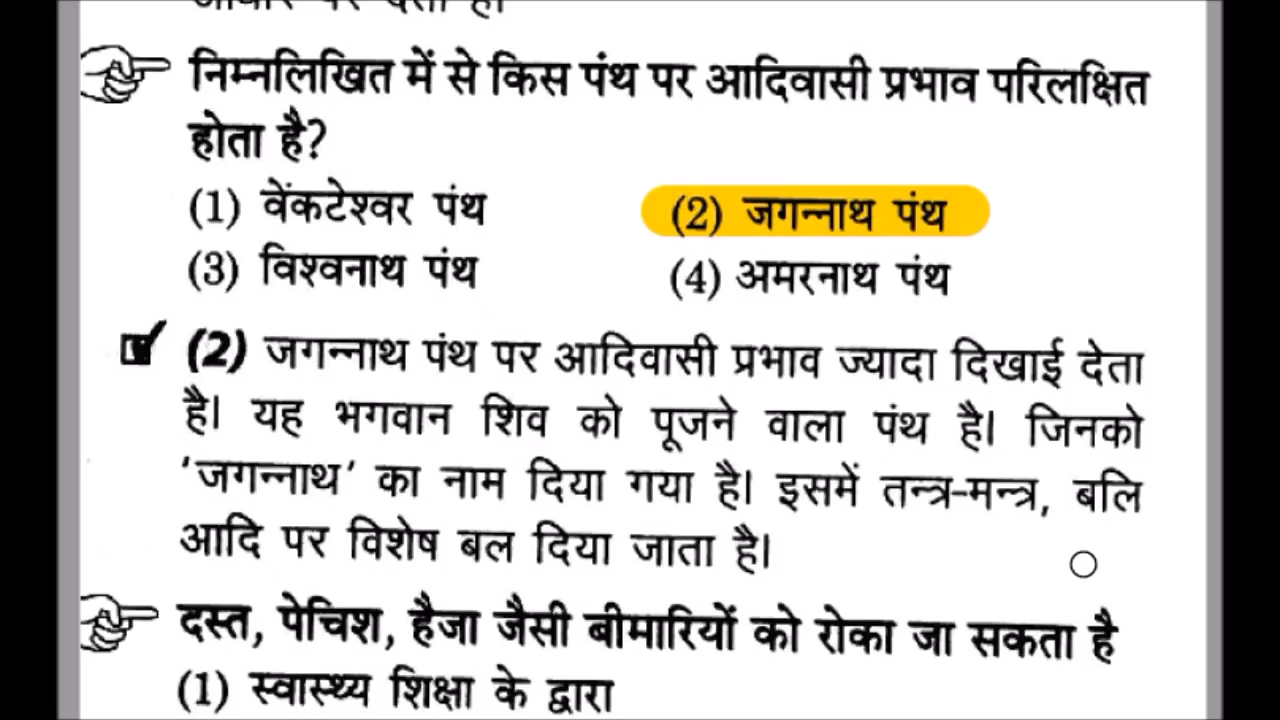 निम्नलिखित में से किस पंथ पर आदिवासी प्रभाव परिलक्षित
होता है?
(1) वेंकटेश्वर पंथ (2) जगन्नाथ पंथ
(3) विश्वनाथ पंथ (4) अमरनाथ पंथ
(2) जगन्नाथ पंथ पर आदिवासी प्रभाव ज्यादा दिखाई देता
है। यह भगवान शिव को पूजने वाला पंथ है। जिनको
‘जगन्नाथ’ का नाम दिया गया है। इसमें तन्त्र-मन्त्र, बलि
आदि पर विशेष बल दिया जाता है।
दस्त, पेचिश, हैजा जैसी बीमारियों को रोका जा सकता है
(1) स्वास्थ्य शिक्षा के द्वारा